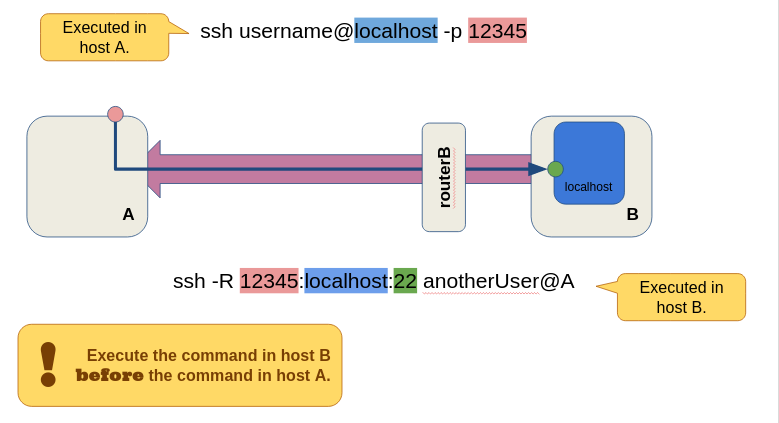 Executed in
host A.
ssh username@localhost -p 12345
routerB
localhost
A
B
ssh -R 12345:localhost:22 anotherUser@A
Executed in
host B.
! Execute the command in host B
before the command in host A.